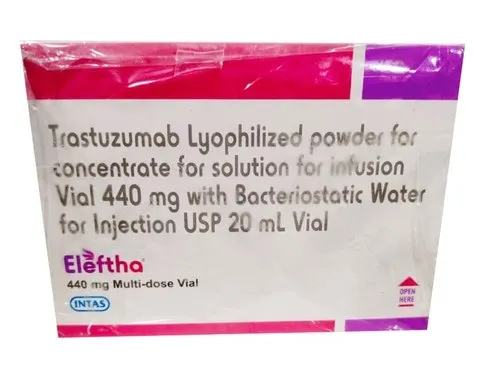 Trastuzumab Lyophilized powder for
concentrate for solution for infusion
Vial 440 mg with Bacteriostatic Water
for Injection USP 20 mL Vial
Eleftha
440 mg Multi-dose Vial
INTAS
OPEN
HERE